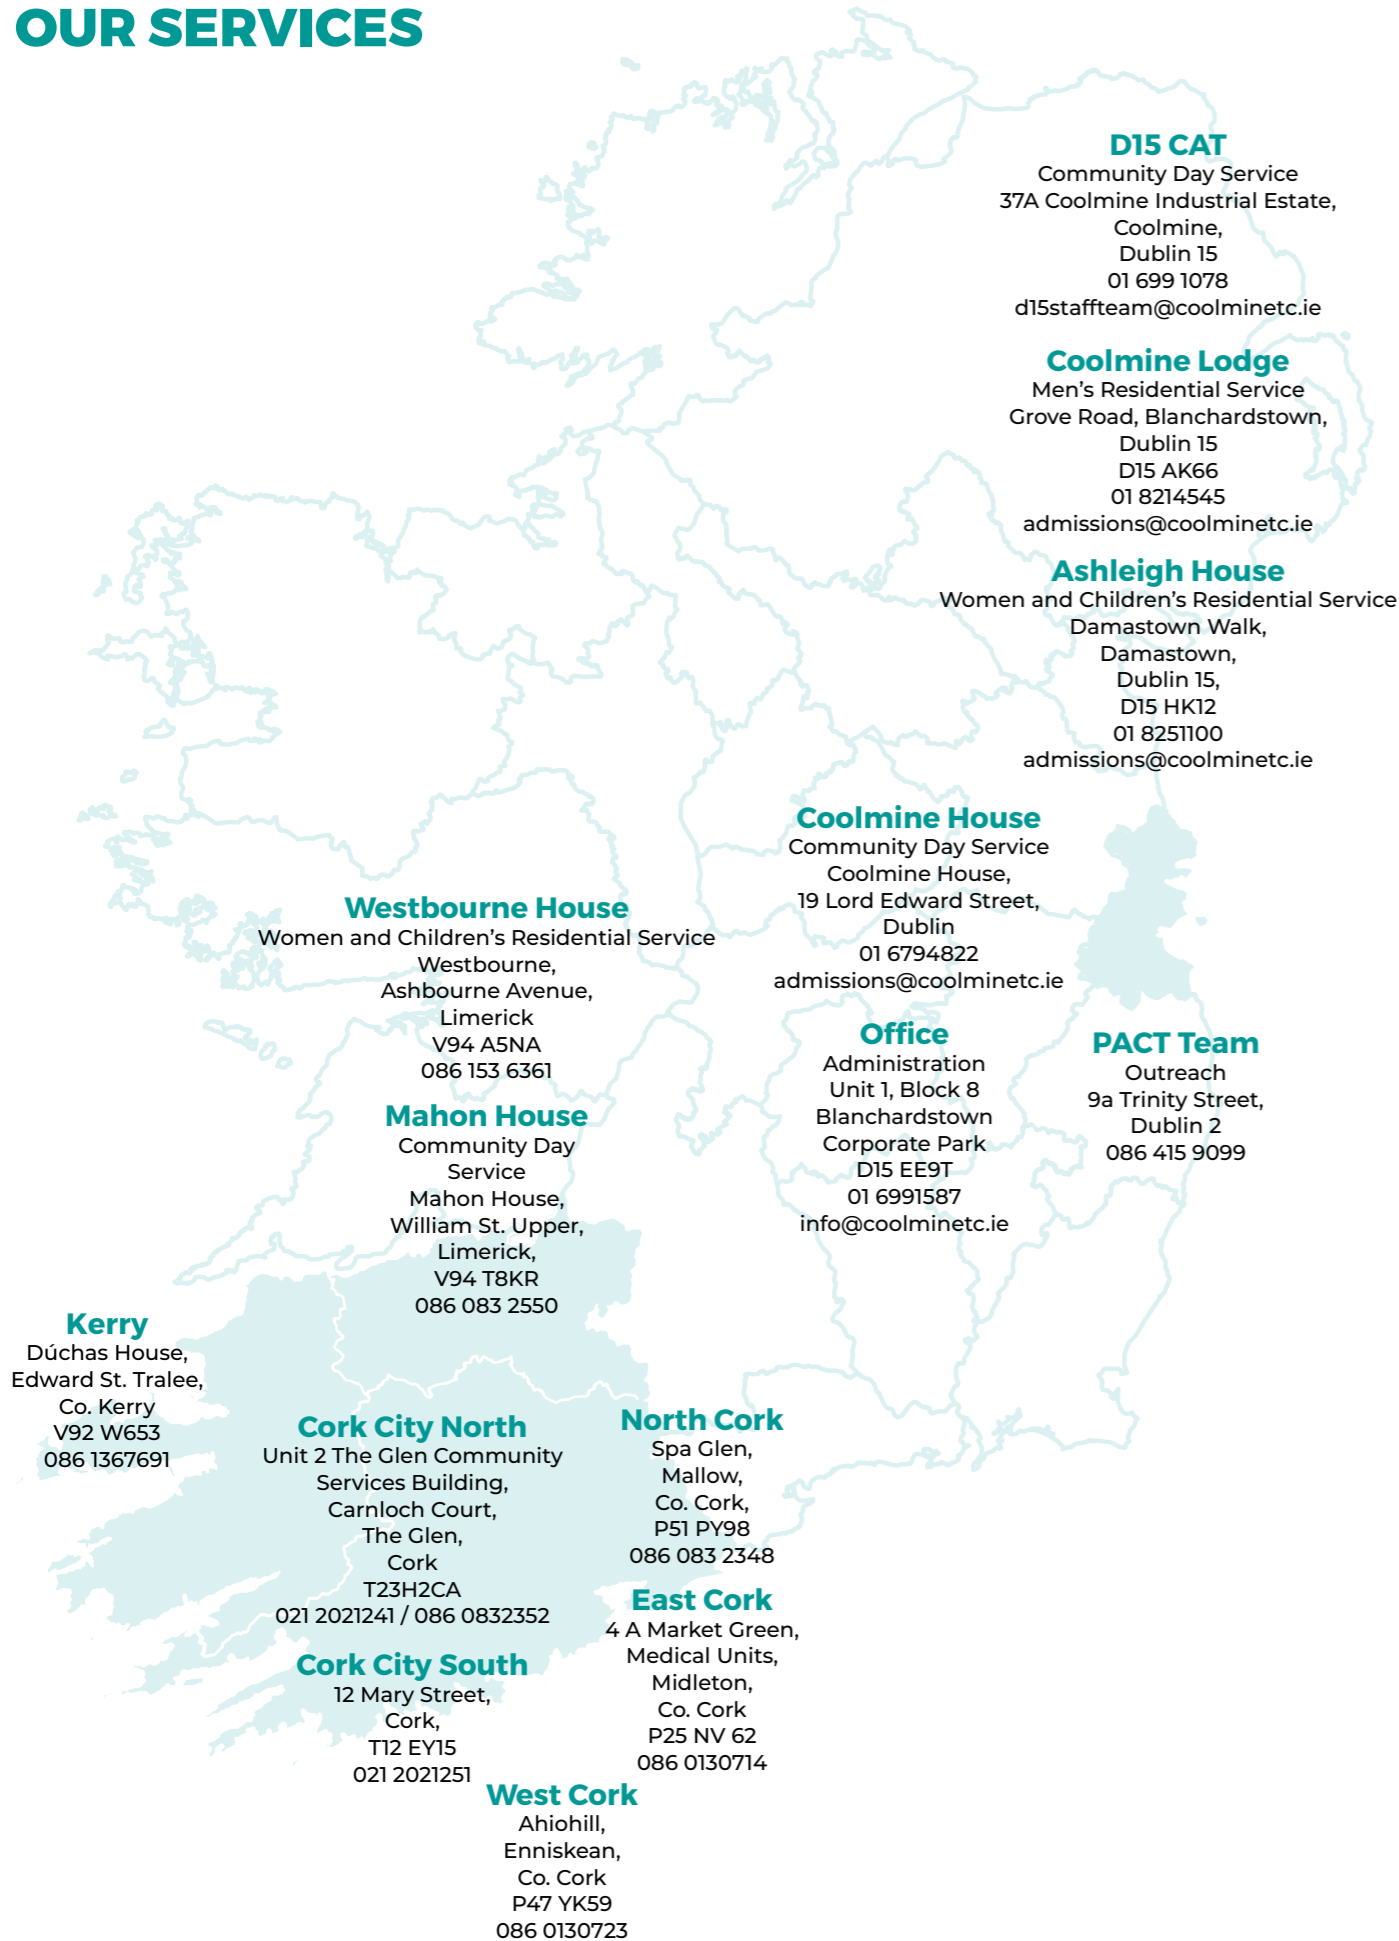 OUR SERVICES
D15 CAT
Community Day Service
37A Coolmine Industrial Estate,
Coolmine,
Dublin 15
01 699 1078
d15staffteam@coolminetc.ie
Coolmine Lodge
Men’s Residential Service
Grove Road, Blanchardstown,
Dublin 15
D15 AK66
01 8214545
admissions@coolminetc.ie
Ashleigh House
Women and Children’s Residential Service
Damastown Walk,
Damastown,
Dublin 15,
D15 HK12
01 8251100
admissions@coolminetc.ie
Coolmine House
Community Day Service
Coolmine House,
19 Lord Edward Street,
Dublin
01 6794822
admissions@coolminetc.ie
Westbourne House
Women and Children’s Residential Service
Westbourne,
Ashbourne Avenue,
Limerick
V94 A5NA
086 153 6361
Office
Administration
Unit 1, Block 8
Blanchardstown
Corporate Park
D15 EE9T
01 6991587
info@coolminetc.ie
PACT Team
Outreach
9a Trinity Street,
Dublin 2
086 415 9099
Mahon House
Community Day
Service
Mahon House,
William St. Upper,
Limerick,
V94 T8KR
086 083 2550
Kerry
Dúchas House,
Edward St. Tralee,
Co. Kerry
V92 W653
086 1367691
Cork City North
Unit 2 The Glen Community
Services Building,
Carnloch Court,
The Glen,
Cork
T23H2CA
021 2021241 / 086 0832352
North Cork
Spa Glen,
Mallow,
Co. Cork,
P51 PY98
086 083 2348
East Cork
4 A Market Green,
Medical Units,
Midleton,
Co. Cork
P25 NV 62
086 0130714
Cork City South
12 Mary Street,
Cork,
T12 EY15
021 2021251
West Cork
Ahiohill,
Enniskean,
Co. Cork
P47 YK59
086 0130723